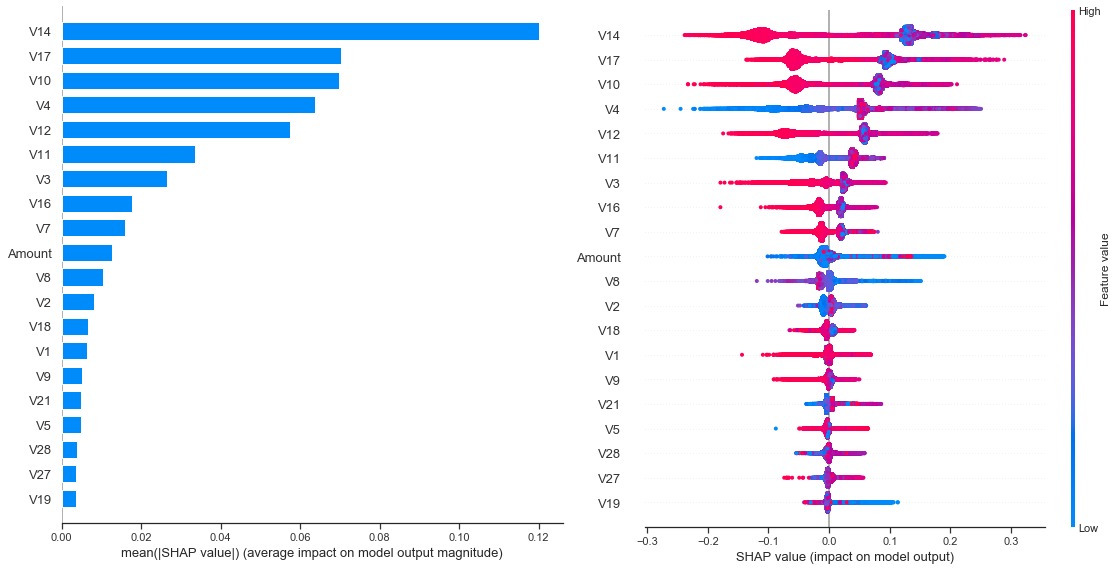 V14
V17
V10
V4
V12
V11
V3
V16
V7
Amount
V8
V2
V18
V1
V9
V21
V5
V28
V27
V19
0.00 0.02 0.04 0.06 0.08 0.10 0.12
mean(|SHAP value|) (average impact on model output magnitude)
V14
V17
V10
V4
V12
V11
V3
V16
V7
Amount
V8
V2
V18
V1
V9
V21
V5
V28
V27
V19
−0.3 −0.2 −0.1 0.0 0.1 0.2 0.3
SHAP value (impact on model output)
High
Feature value
Low